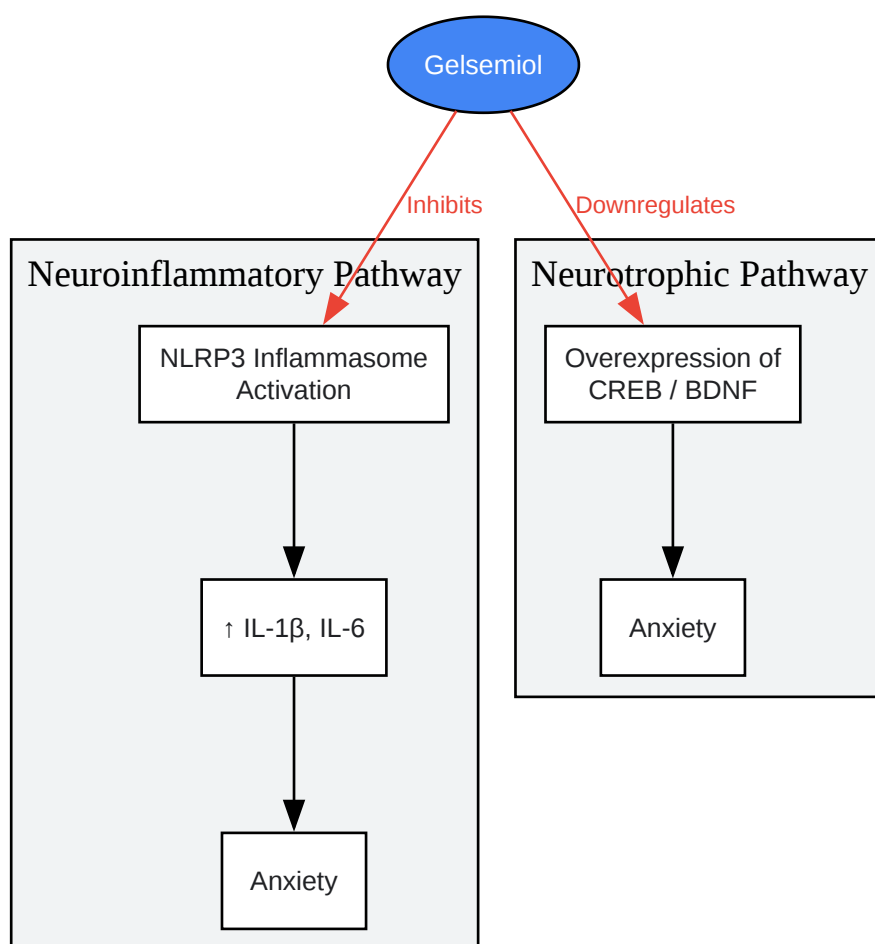 Gelsemiol
Inhibits
Downregulates
Neuroinflammatory Pathway
NLRP3 Inflammasome
Activation
↑ IL-1β, IL-6
Anxiety
Neurotrophic Pathway
Overexpression of
CREB / BDNF
Anxiety